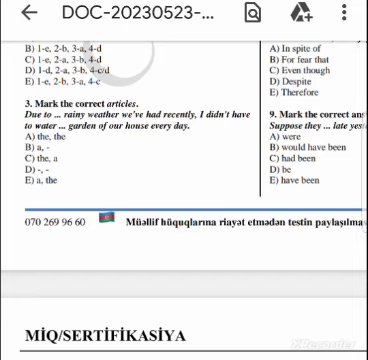 DOC-20230523-...
B) 1-c, 2-b, 3-a, 4-d
C) 1-e, 2-a, 3-b, 4-d
D) 1-d, 2-a, 3-b, 4-c/d
E) 1-e, 2-b, 3-a, 4-c
3. Mark the correct articles.
Due to ... rainy weather we've had recently, I didn't have
to water ... garden of our house every day.
A) the, the
B) a, -
C) the, a
D) -, -
E) a, the
A) In spite of
B) For fear that
C) Even though
D) Despite
E) Therefore
9. Mark the correct ans
Suppose they ... late yest
A) were
B) would have been
C) had been
D) be
E) have been
070 269 96 60
Müəllif hüquqlarına riayət etmədən testin paylaşılma
MİQ/SERTİFİKASİYA
XRecorder